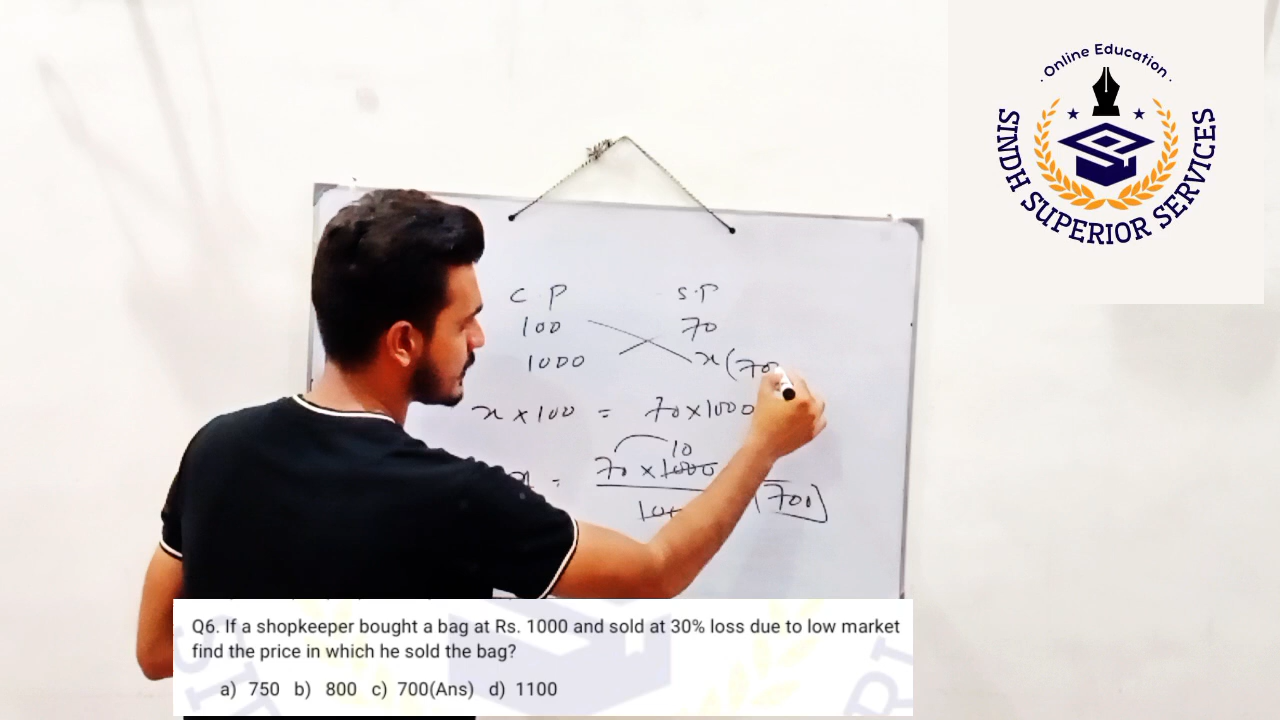 · Online Education ·
SINDH SUPERIOR SERVICES
C.P S.P
100 70
1000 x(70
x × 100 = 70×1000
10
x = 70 × 1000
700
Q6. If a shopkeeper bought a bag at Rs. 1000 and sold at 30% loss due to low market
find the price in which he sold the bag?
a) 750 b) 800 c) 700(Ans) d) 1100